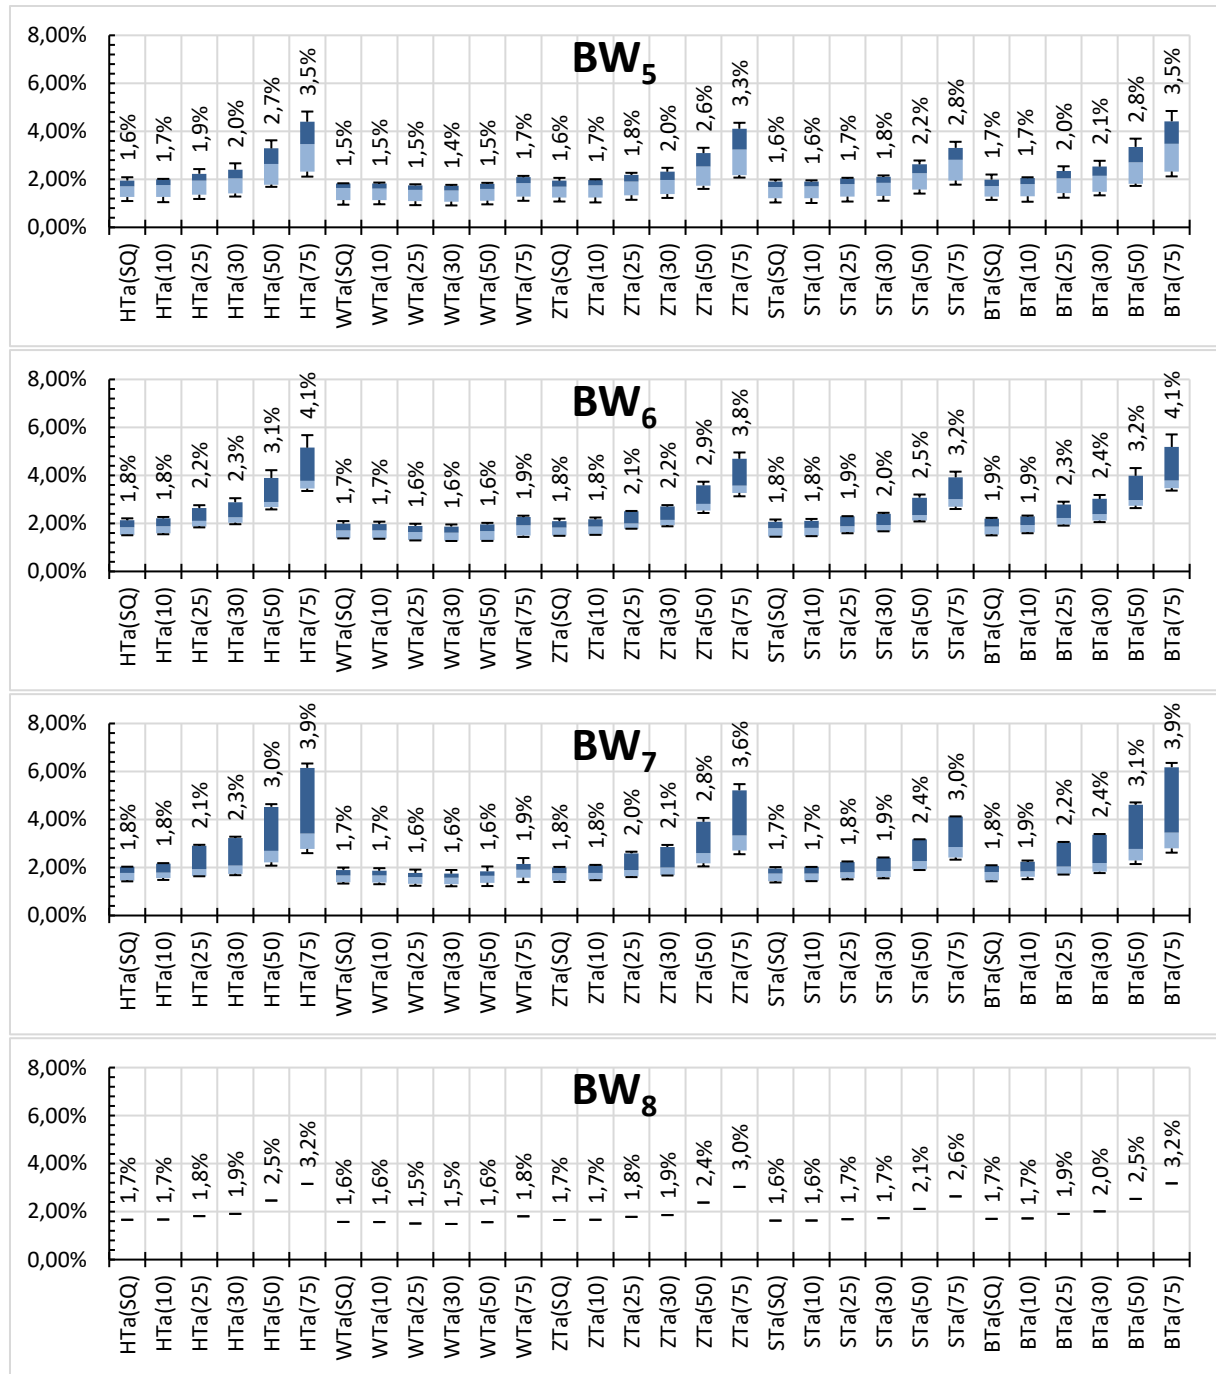 8,00%
6,00%
4,00%
2,00%
0,00%
BW5
1,6% 1,7% 1,9% 2,0% 2,7% 3,5% 1,5% 1,5% 1,5% 1,4% 1,5% 1,7% 1,6% 1,7% 1,8% 2,0% 2,6% 3,3% 1,6% 1,6% 1,7% 1,8% 2,2% 2,8% 1,7% 1,7% 2,0% 2,1% 2,8% 3,5%
HTa(SQ) HTa(10) HTa(25) HTa(30) HTa(50) HTa(75) WTa(SQ) WTa(10) WTa(25) WTa(30) WTa(50) WTa(75) ZTa(SQ) ZTa(10) ZTa(25) ZTa(30) ZTa(50) ZTa(75) STa(SQ) STa(10) STa(25) STa(30) STa(50) STa(75) BTa(SQ) BTa(10) BTa(25) BTa(30) BTa(50) BTa(75)
8,00%
6,00%
4,00%
2,00%
0,00%
BW6
1,8% 1,8% 2,2% 2,3% 3,1% 4,1% 1,7% 1,7% 1,6% 1,6% 1,6% 1,9% 1,8% 1,8% 2,1% 2,2% 2,9% 3,8% 1,8% 1,8% 1,9% 2,0% 2,5% 3,2% 1,9% 1,9% 2,3% 2,4% 3,2% 4,1%
HTa(SQ) HTa(10) HTa(25) HTa(30) HTa(50) HTa(75) WTa(SQ) WTa(10) WTa(25) WTa(30) WTa(50) WTa(75) ZTa(SQ) ZTa(10) ZTa(25) ZTa(30) ZTa(50) ZTa(75) STa(SQ) STa(10) STa(25) STa(30) STa(50) STa(75) BTa(SQ) BTa(10) BTa(25) BTa(30) BTa(50) BTa(75)
8,00%
6,00%
4,00%
2,00%
0,00%
BW7
1,8% 1,8% 2,1% 2,3% 3,0% 3,9% 1,7% 1,7% 1,6% 1,6% 1,6% 1,9% 1,8% 1,8% 2,0% 2,1% 2,8% 3,6% 1,7% 1,7% 1,8% 1,9% 2,4% 3,0% 1,8% 1,9% 2,2% 2,4% 3,1% 3,9%
HTa(SQ) HTa(10) HTa(25) HTa(30) HTa(50) HTa(75) WTa(SQ) WTa(10) WTa(25) WTa(30) WTa(50) WTa(75) ZTa(SQ) ZTa(10) ZTa(25) ZTa(30) ZTa(50) ZTa(75) STa(SQ) STa(10) STa(25) STa(30) STa(50) STa(75) BTa(SQ) BTa(10) BTa(25) BTa(30) BTa(50) BTa(75)
8,00%
6,00%
4,00%
2,00%
0,00%
BW8
1,7% 1,7% 1,8% 1,9% 2,5% 3,2% 1,6% 1,6% 1,5% 1,5% 1,6% 1,8% 1,7% 1,7% 1,8% 1,9% 2,4% 3,0% 1,6% 1,6% 1,7% 1,7% 2,1% 2,6% 1,7% 1,7% 1,9% 2,0% 2,5% 3,2%
HTa(SQ) HTa(10) HTa(25) HTa(30) HTa(50) HTa(75) WTa(SQ) WTa(10) WTa(25) WTa(30) WTa(50) WTa(75) ZTa(SQ) ZTa(10) ZTa(25) ZTa(30) ZTa(50) ZTa(75) STa(SQ) STa(10) STa(25) STa(30) STa(50) STa(75) BTa(SQ) BTa(10) BTa(25) BTa(30) BTa(50) BTa(75)